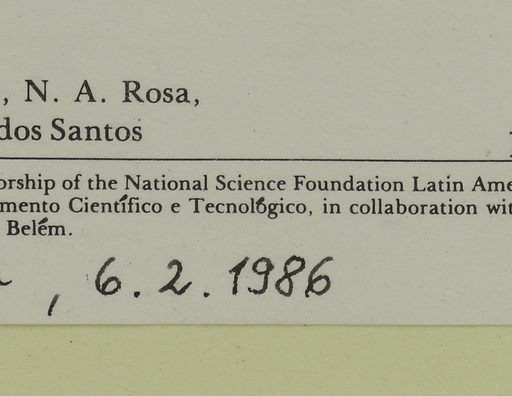 , N. A. Rosa,
dos Santos
orship of the National Science Foundation Latin Ame
mento Científico e Tecnológico, in collaboration wit
Belém.
, 6.2.1986